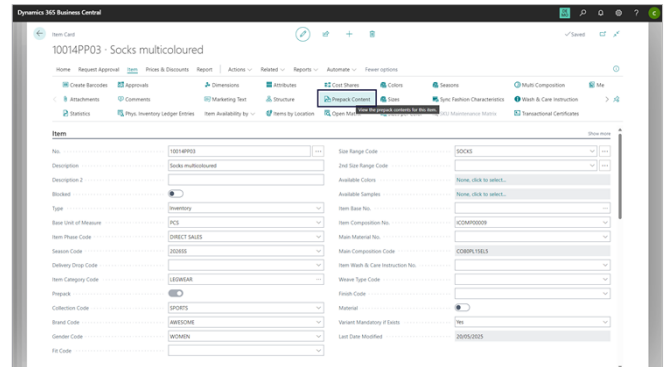 Dynamics 365 Business Central
Item Card
Saved
10014PP03 · Socks multicoloured
Home Request Approval Item Prices & Discounts Report Actions Related Reports Automate Fewer options
Create Barcodes Approvals Dimensions Attributes Cost Shares Colors Seasons Multi Composition Me
Attachments Comments Marketing Text Structure Prepack Content Sizes Sync Fashion Characteristics Wash & Care Instruction
Statistics Phys. Inventory Ledger Entries Item Availability by Items by Location Open Matrix SKU Maintenance Matrix Transactional Certificates
View the prepack contents for this item.
Item
Show more
No. 10014PP03 Size Range Code SOCKS
Description Socks multicoloured 2nd Size Range Code
Description 2 Available Colors None, click to select...
Blocked Available Samples None, click to select...
Type Inventory Item Base No.
Base Unit of Measure PCS Item Composition No. ICOMP00009
Item Phase Code DIRECT SALES Main Material No.
Season Code 2026SS Main Composition Code CO80PL15EL5
Delivery Drop Code Item Wash & Care Instruction No.
Item Category Code LEGWEAR Weave Type Code
Prepack Finish Code
Collection Code SPORTS Material
Brand Code AWESOME Variant Mandatory if Exists Yes
Gender Code WOMEN Last Date Modified 20/05/2025
Fit Code